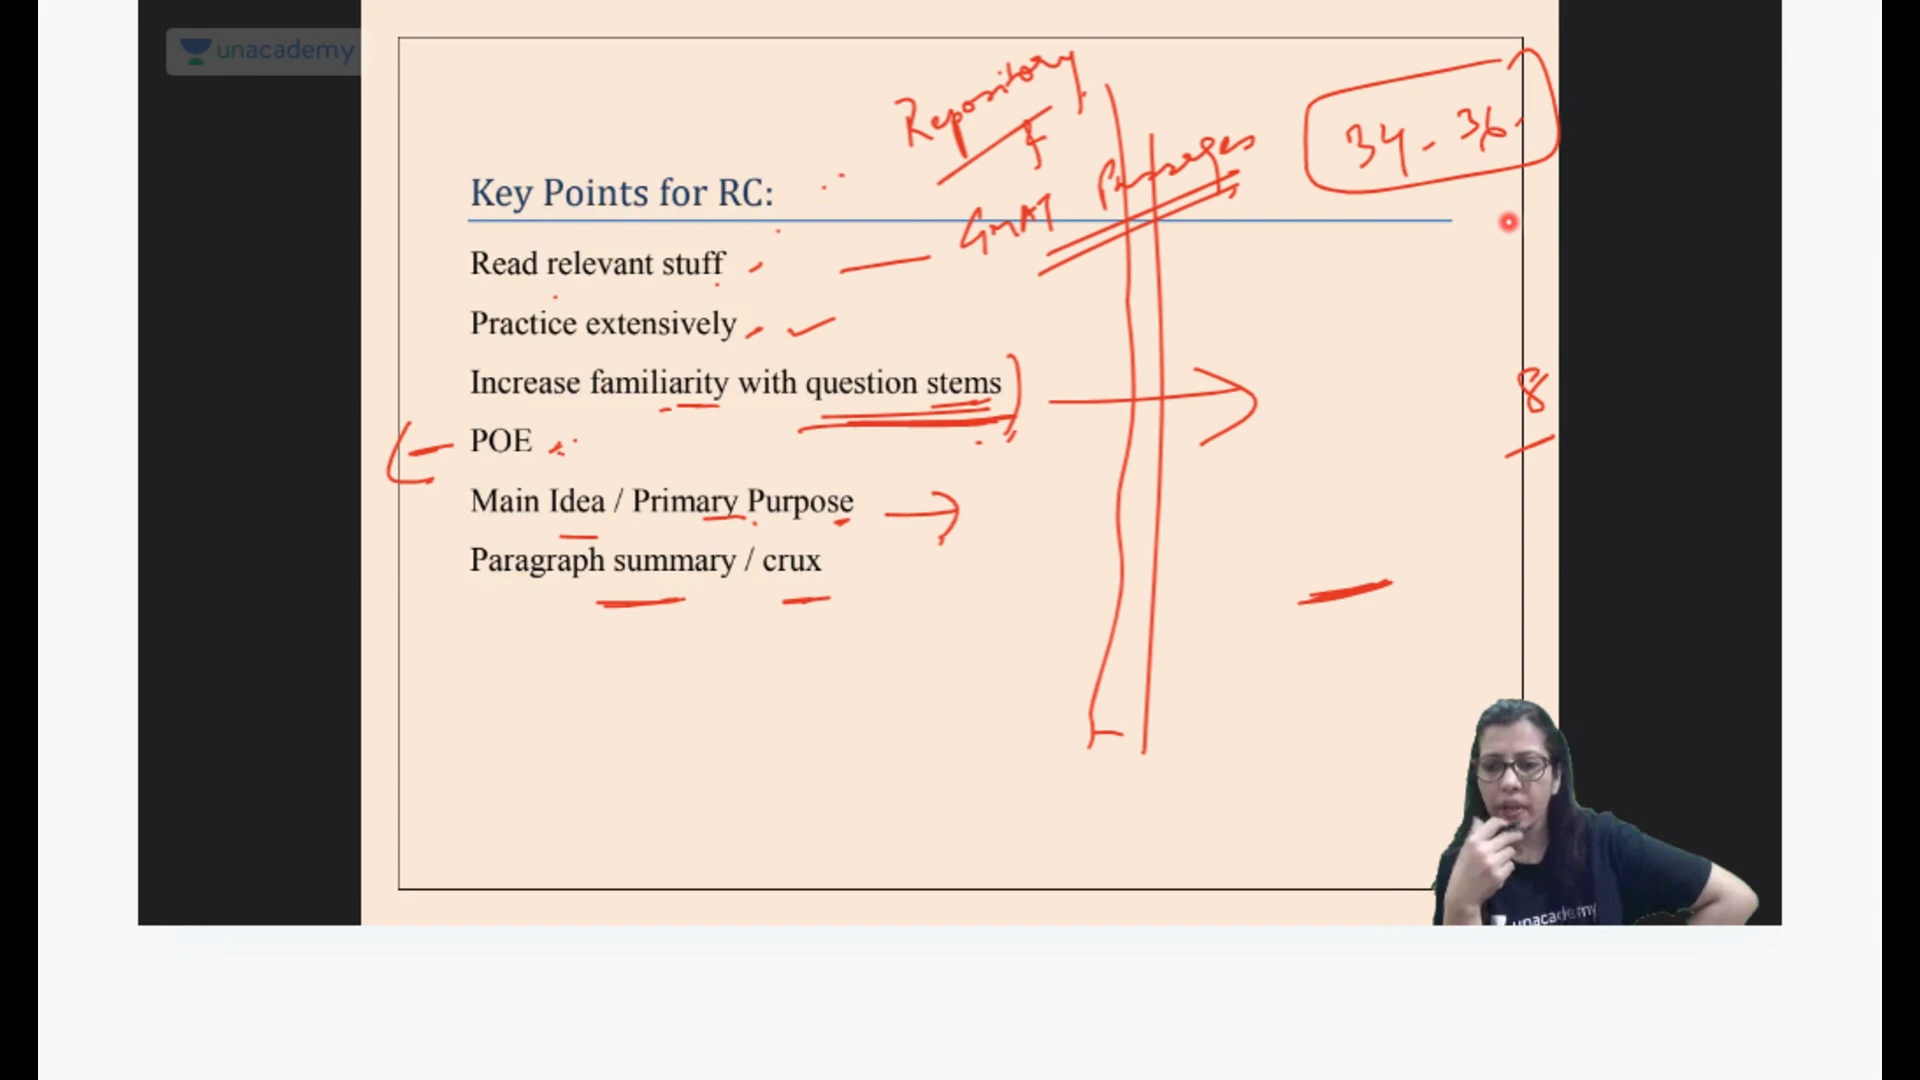 unacademy
Repository
of
GMAT Passages
34 - 36
Key Points for RC:
Read relevant stuff
Practice extensively
Increase familiarity with question stems
8
POE
Main Idea / Primary Purpose
Paragraph summary / crux
unacademy